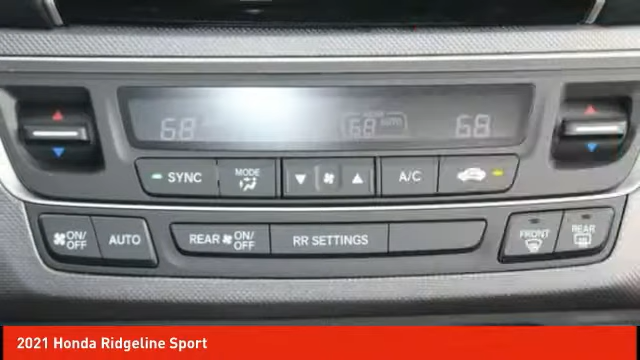 68 68 AUTO 68
SYNC MODE A/C
ON/OFF AUTO REAR ON/OFF RR SETTINGS FRONT REAR
2021 Honda Ridgeline Sport